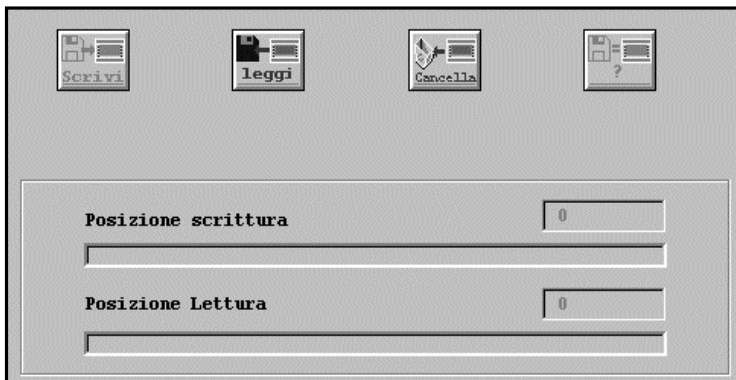 Scrivi
leggi
Cancella
?
Posizione scrittura
0
Posizione Lettura
0